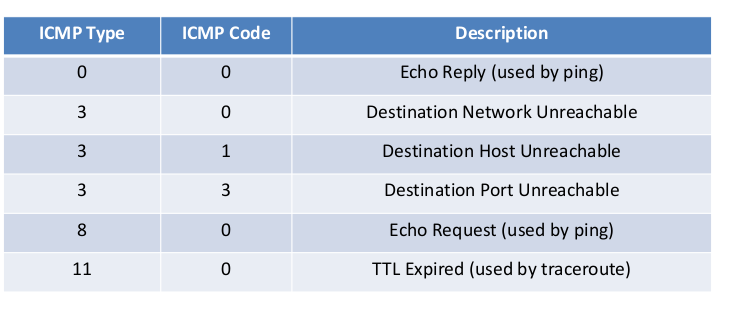 ICMP Type ICMP Code Description
0 0 Echo Reply (used by ping)
3 0 Destination Network Unreachable
3 1 Destination Host Unreachable
3 3 Destination Port Unreachable
8 0 Echo Request (used by ping)
11 0 TTL Expired (used by traceroute)